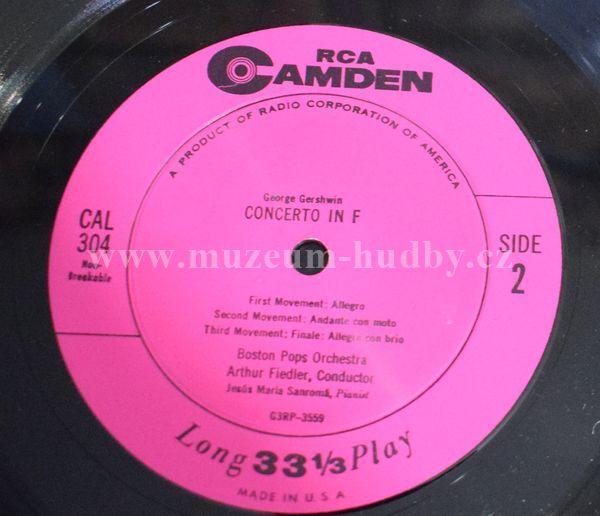 RCA
CAMDEN
A PRODUCT OF RADIO CORPORATION OF AMERICA
George Gershwin
CONCERTO IN F
CAL
304
Non-
Breakable
SIDE
2
www.muzeum-hudby.cz
First Movement: Allegro
Second Movement: Andante con moto
Third Movement; Finale: Allegro con brio
Boston Pops Orchestra
Arthur Fiedler, Conductor
Jesús María Sanromá, Pianist
G3RP-3559
Long 33 1/3 Play
MADE IN U. S. A.